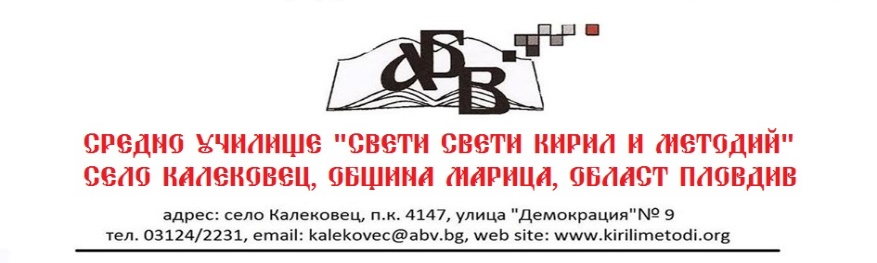 АБВ
СРЕДНО УЧИЛИЩЕ "СВЕТИ СВЕТИ КИРИЛ И МЕТОДИЙ"
СЕЛО КАЛЕКОВЕЦ, ОБЩИНА МАРИЦА, ОБЛАСТ ПЛОВДИВ
адрес: село Калековец, п.к. 4147, улица "Демокрация"№ 9
тел. 03124/2231, email: kalekovec@abv.bg, web site: www.kirilimetodi.org